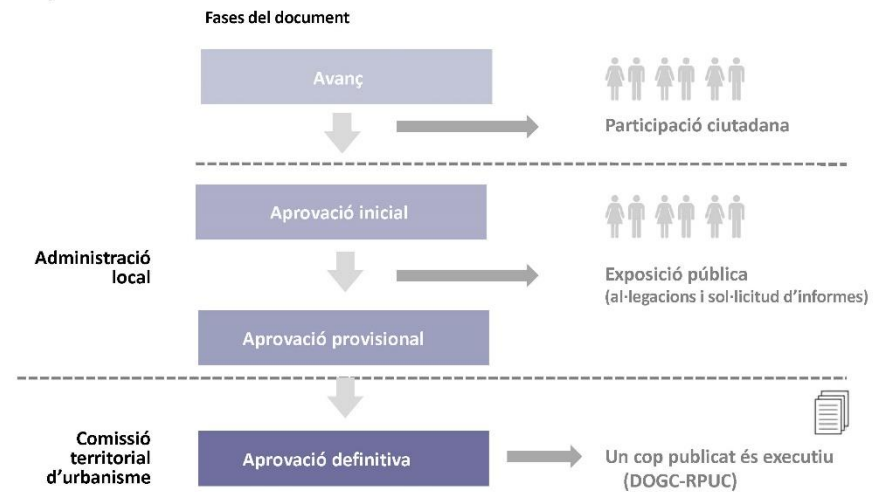 Fases del document
Avanç
Participació ciutadana
Aprovació inicial
Administració
local
Exposició pública
(al·legacions i sol·licitud d'informes)
Aprovació provisional
Comissió
territorial
d'urbanisme
Aprovació definitiva
Un cop publicat és executiu
(DOGC-RPUC)